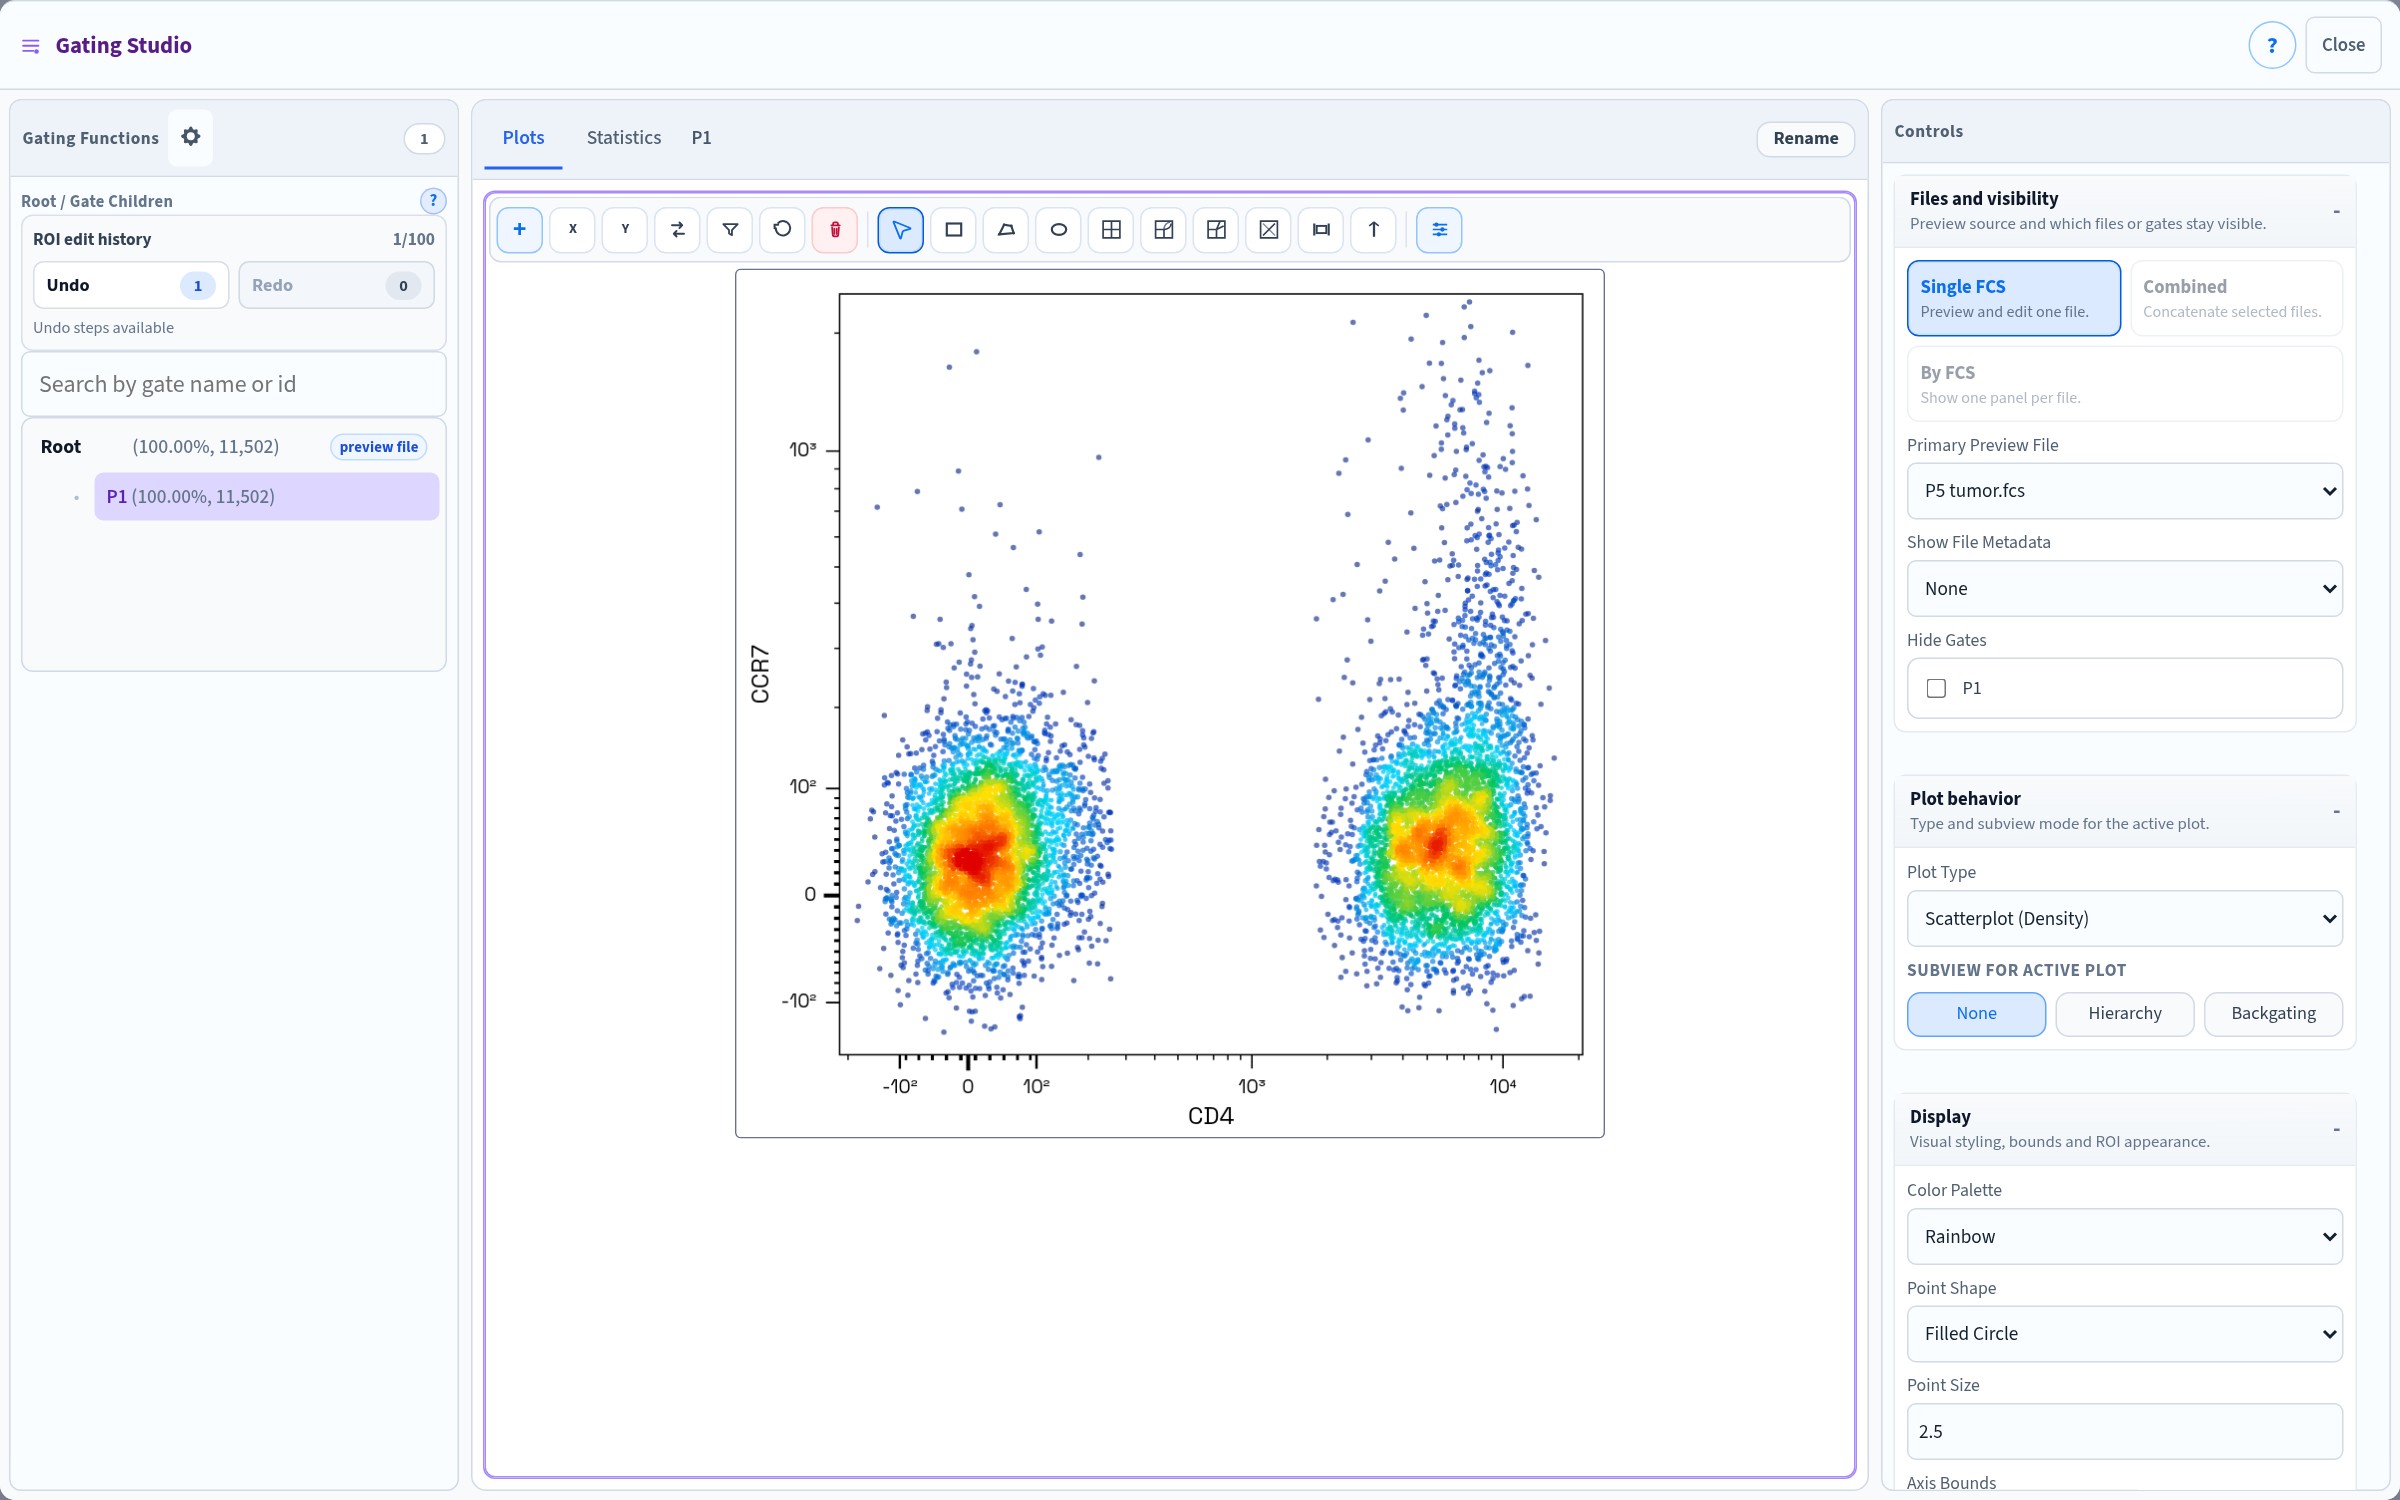 Gating Studio
?
Close
Gating Functions
1
Root / Gate Children
?
ROI edit history
1/100
Undo
1
Redo
0
Undo steps available
Search by gate name or id
Root
(100.00%, 11,502)
preview file
P1 (100.00%, 11,502)
Plots
Statistics
P1
Rename
+
X
Y
CCR7
10³
10²
0
-10²
-10²
0
10²
10³
10⁴
CD4
Controls
Files and visibility
Preview source and which files or gates stay visible.
-
Single FCS
Preview and edit one file.
Combined
Concatenate selected files.
By FCS
Show one panel per file.
Primary Preview File
P5 tumor.fcs
Show File Metadata
None
Hide Gates
P1
Plot behavior
Type and subview mode for the active plot.
-
Plot Type
Scatterplot (Density)
SUBVIEW FOR ACTIVE PLOT
None
Hierarchy
Backgating
Display
Visual styling, bounds and ROI appearance.
-
Color Palette
Rainbow
Point Shape
Filled Circle
Point Size
2.5
Axis Bounds